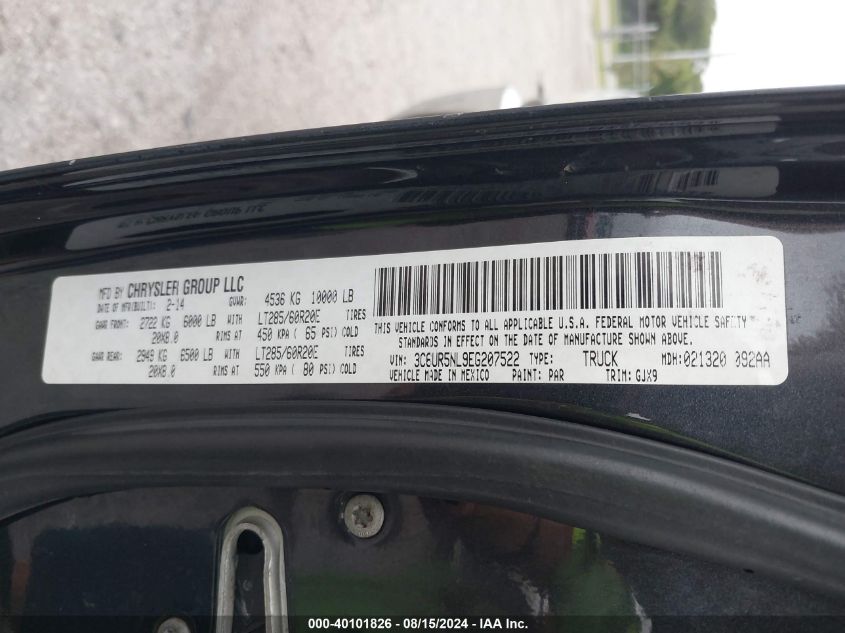 MFD BY CHRYSLER GROUP LLC
DATE OF MFR(BUILT): 2-14 GVWR: 4536 KG 10000 LB
GAWR FRONT: 2722 KG 6000 LB WITH LT285/60R20E TIRES
20X8.0 RIMS AT 450 KPA ( 65 PSI) COLD
GAWR REAR: 2949 KG 6500 LB WITH LT285/60R20E TIRES
20X8.0 RIMS AT 550 KPA ( 80 PSI) COLD
THIS VEHICLE CONFORMS TO ALL APPLICABLE U.S.A. FEDERAL MOTOR VEHICLE SAFETY
STANDARDS IN EFFECT ON THE DATE OF MANUFACTURE SHOWN ABOVE.
VIN: 3C6UR5NL9EG207522 TYPE: TRUCK MDH: 021320 092AA
MADE IN MEXICO PAINT: PAR TRIM: GJX9
000-40101826 - 08/15/2024 - IAA Inc.